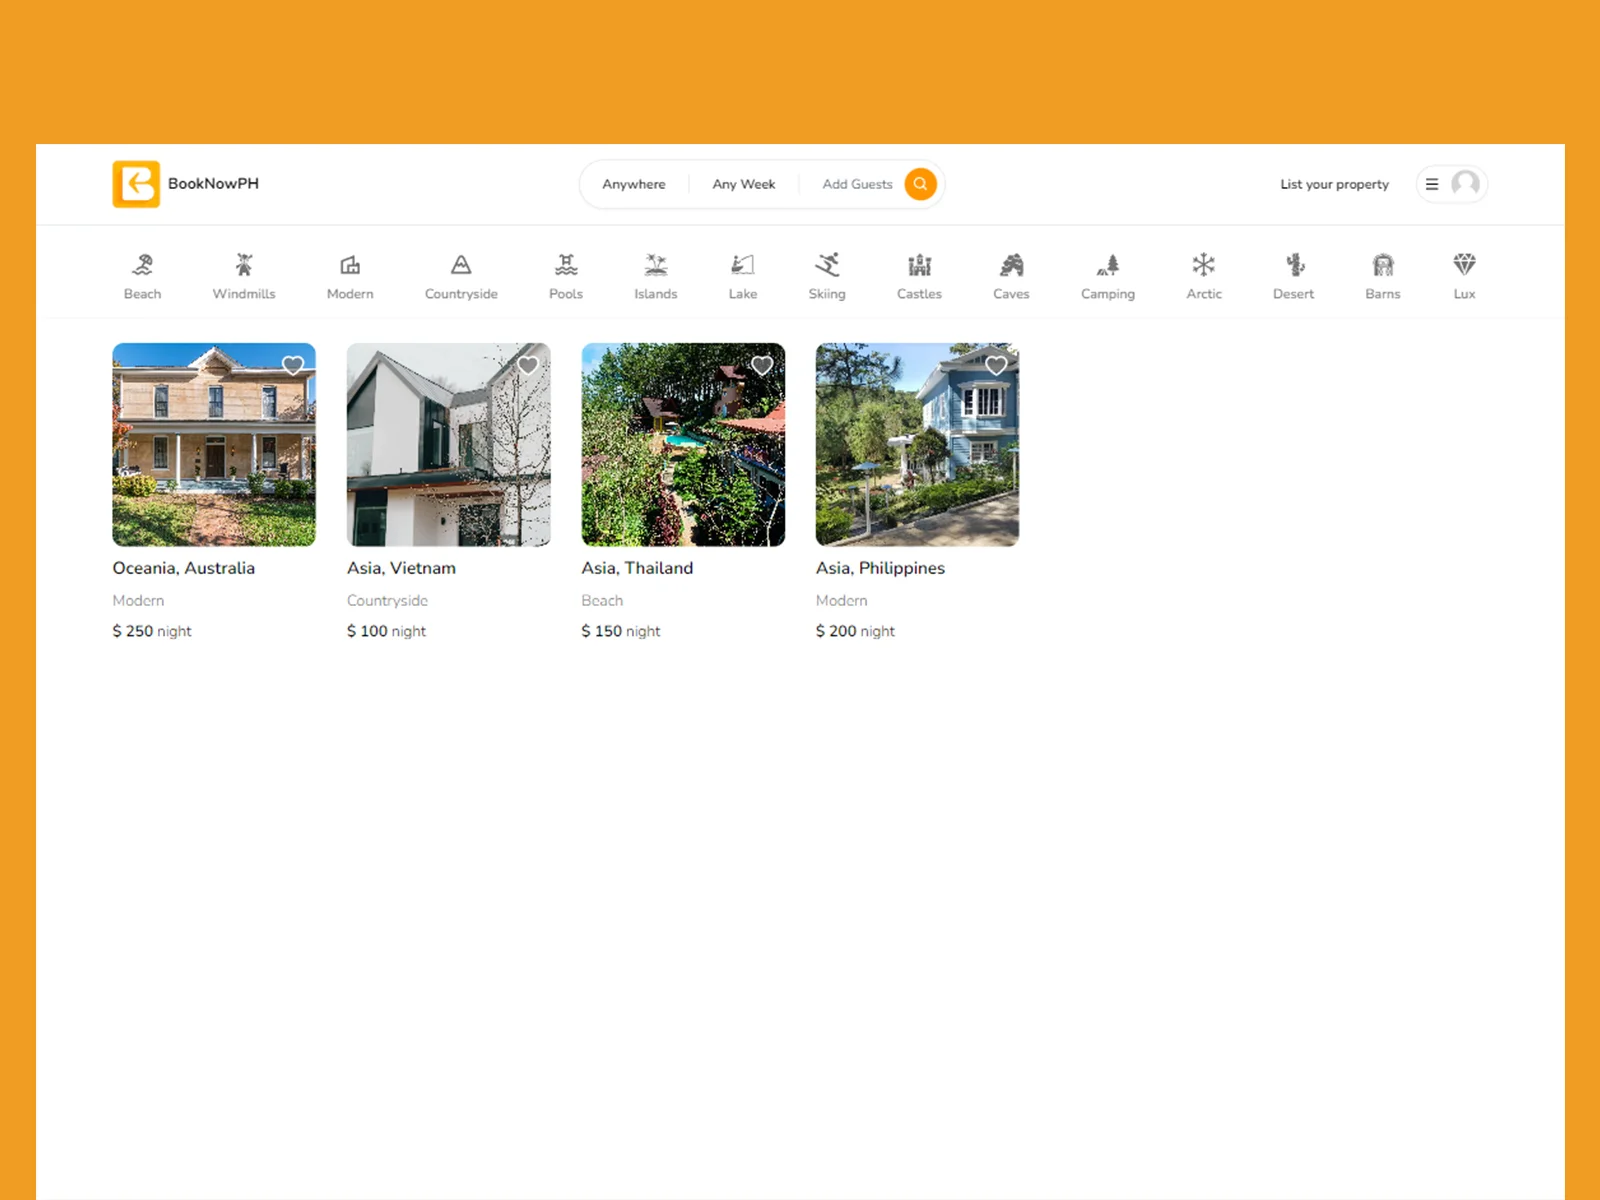 BookNowPH
Anywhere
Any Week
Add Guests
List your property
Beach
Windmills
Modern
Countryside
Pools
Islands
Lake
Skiing
Castles
Caves
Camping
Arctic
Desert
Barns
Lux
Oceania, Australia
Modern
$ 250 night
Asia, Vietnam
Countryside
$ 100 night
Asia, Thailand
Beach
$ 150 night
Asia, Philippines
Modern
$ 200 night